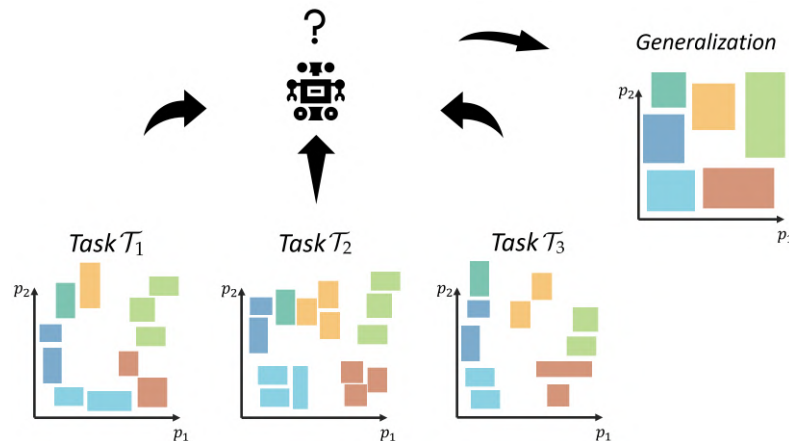 ?
Generalization
p₂
p₁
Task 𝒯₁
Task 𝒯₂
Task 𝒯₃
p₂
p₂
p₂
p₁
p₁
p₁